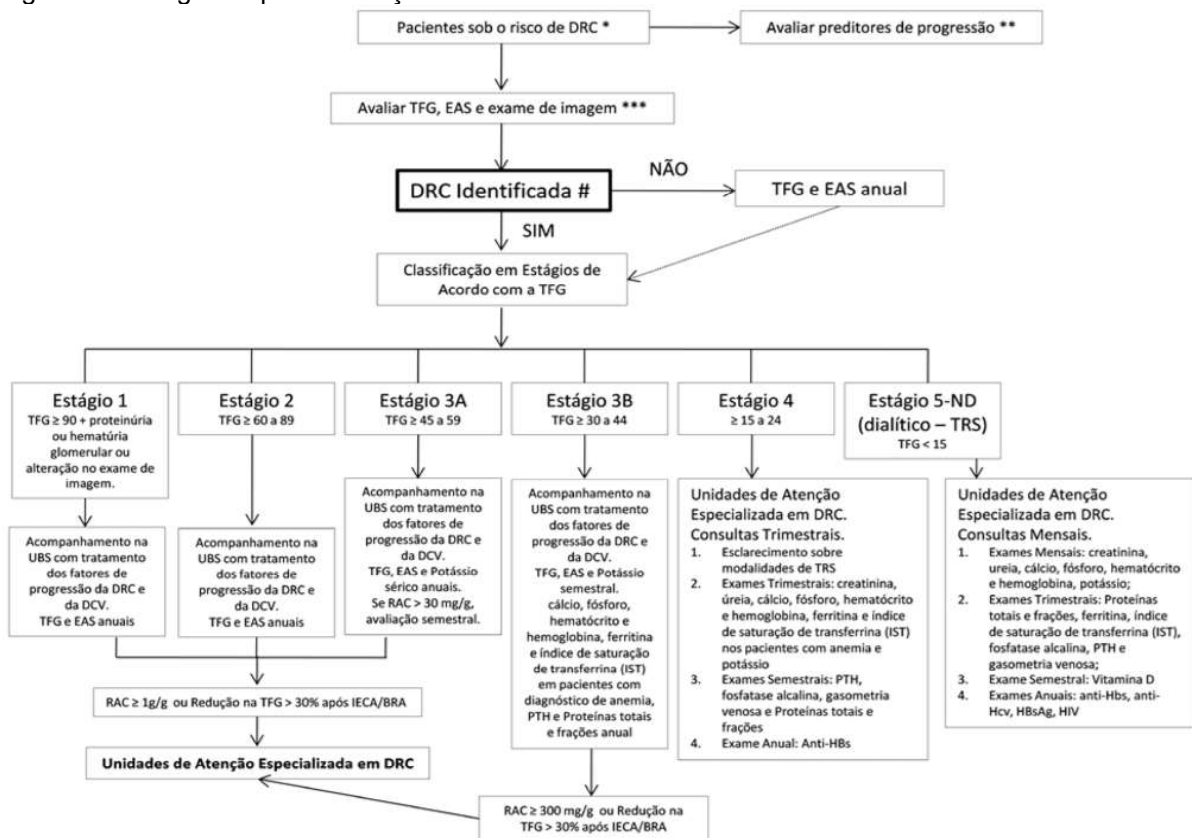 Pacientes sob o risco de DRC *
Avaliar preditores de progressão **
Avaliar TFG, EAS e exame de imagem ***
DRC Identificada #
NÃO
TFG e EAS anual
SIM
Classificação em Estágios de
Acordo com a TFG
Estágio 1
TFG ≥ 90 + proteinúria
ou hematúria
glomerular ou
alteração no exame de
imagem.
Acompanhamento na
UBS com tratamento
dos fatores de
progressão da DRC e
da DCV.
TFG e EAS anuais
Estágio 2
TFG ≥ 60 a 89
Acompanhamento na
UBS com tratamento
dos fatores de
progressão da DRC e
da DCV.
TFG e EAS anuais
Estágio 3A
TFG ≥ 45 a 59
Acompanhamento na
UBS com tratamento
dos fatores de
progressão da DRC e
da DCV.
TFG, EAS e Potássio
sérico anuais.
Se RAC > 30 mg/g,
avaliação semestral.
Estágio 3B
TFG ≥ 30 a 44
Acompanhamento na
UBS com tratamento
dos fatores de
progressão da DRC e
da DCV.
TFG, EAS e Potássio
semestral.
cálcio, fósforo,
hematócrito e
hemoglobina, ferritina
e índice de saturação
de transferrina (IST)
em pacientes com
diagnóstico de anemia,
PTH e Proteínas totais
e frações anual
Estágio 4
≥ 15 a 24
Unidades de Atenção
Especializada em DRC.
Consultas Trimestrais.
1. Esclarecimento sobre
modalidades de TRS
2. Exames Trimestrais: creatinina,
úreia, cálcio, fósforo, hematócrito
e hemoglobina, ferritina e índice
de saturação de transferrina (IST)
nos pacientes com anemia e
potássio
3. Exames Semestrais: PTH,
fosfatase alcalina, gasometria
venosa e Proteínas totais e
frações
4. Exame Anual: Anti-HBs
Estágio 5-ND
(dialítico – TRS)
TFG < 15
Unidades de Atenção
Especializada em DRC.
Consultas Mensais.
1. Exames Mensais: creatinina,
ureia, cálcio, fósforo, hematócrito
e hemoglobina, potássio;
2. Exames Trimestrais: Proteínas
totais e frações, ferritina, índice
de saturação de transferrina (IST),
fosfatase alcalina, PTH e
gasometria venosa;
3. Exame Semestral: Vitamina D
4. Exames Anuais: anti-Hbs, anti-
Hcv, HBsAg, HIV
RAC ≥ 1g/g ou Redução na TFG > 30% após IECA/BRA
Unidades de Atenção Especializada em DRC
RAC ≥ 300 mg/g ou Redução na
TFG > 30% após IECA/BRA